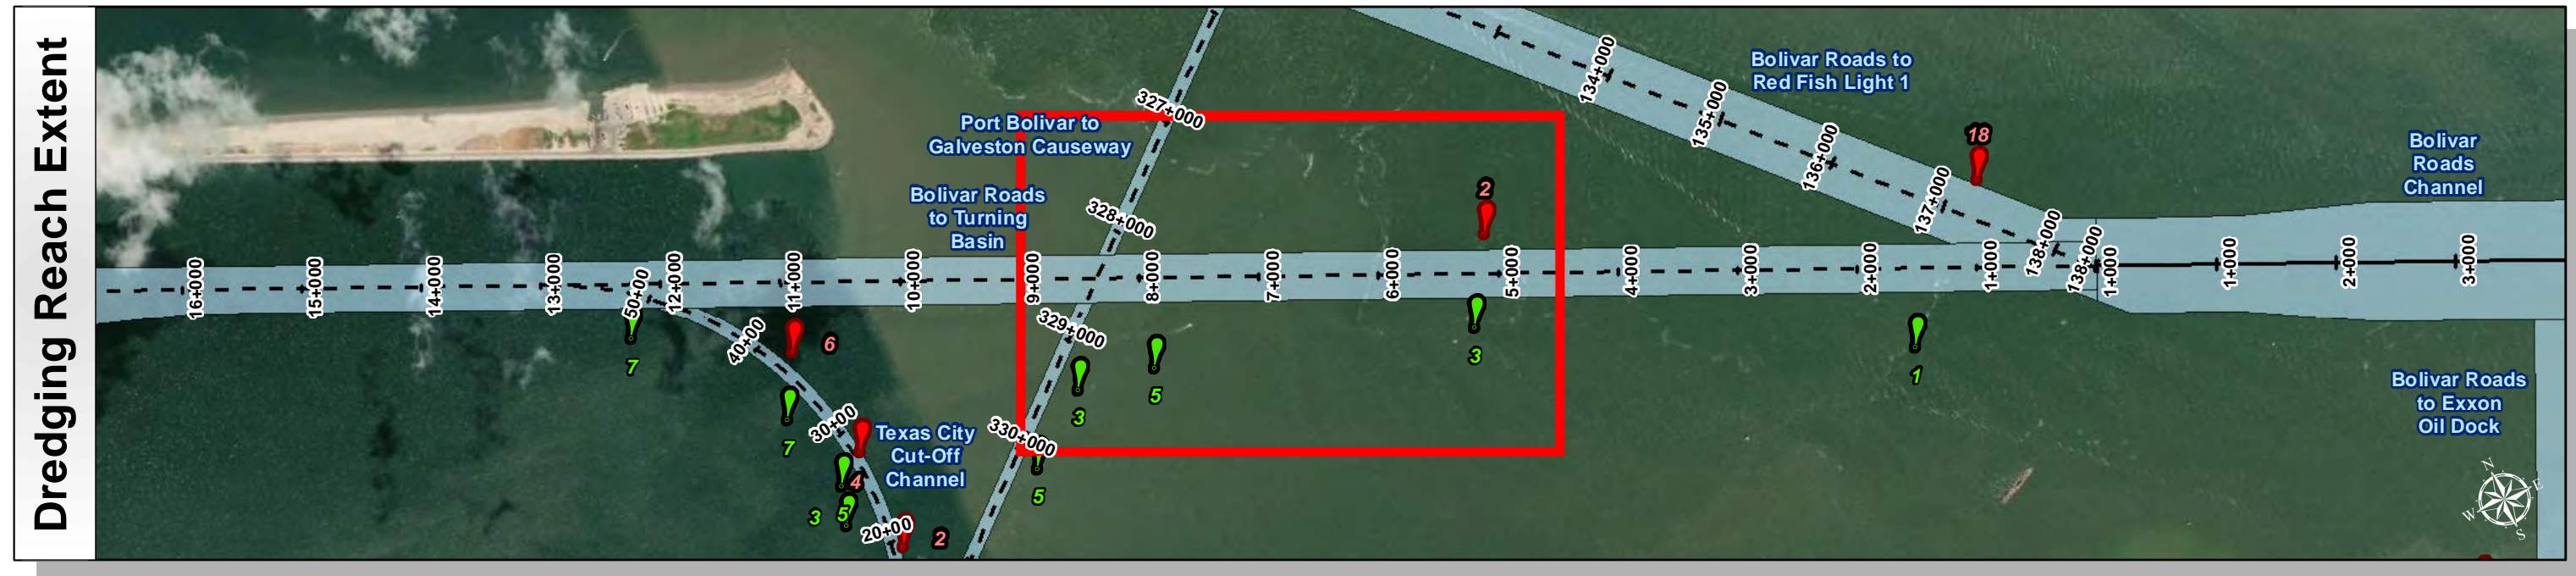 Dredging Reach Extent
134+000
135+000
136+000
137+000
138+000
138+000
Bolivar Roads to
Red Fish Light 1
18
Bolivar
Roads
Channel
327+000
Port Bolivar to
Galveston Causeway
Bolivar Roads
to Turning
Basin
328+000
2
16+000
15+000
14+000
13+000
50+00
12+000
11+000
10+000
9+000
8+000
7+000
6+000
5+000
4+000
3+000
2+000
1+000
1+000
1+000
2+000
3+000
329+000
40+00
6
7
3
1
5
3
Bolivar Roads
to Exxon
Oil Dock
30+00
7
Texas City
Cut-Off
Channel
330+000
4
5
3
5
20+00
2
N
E
W
S